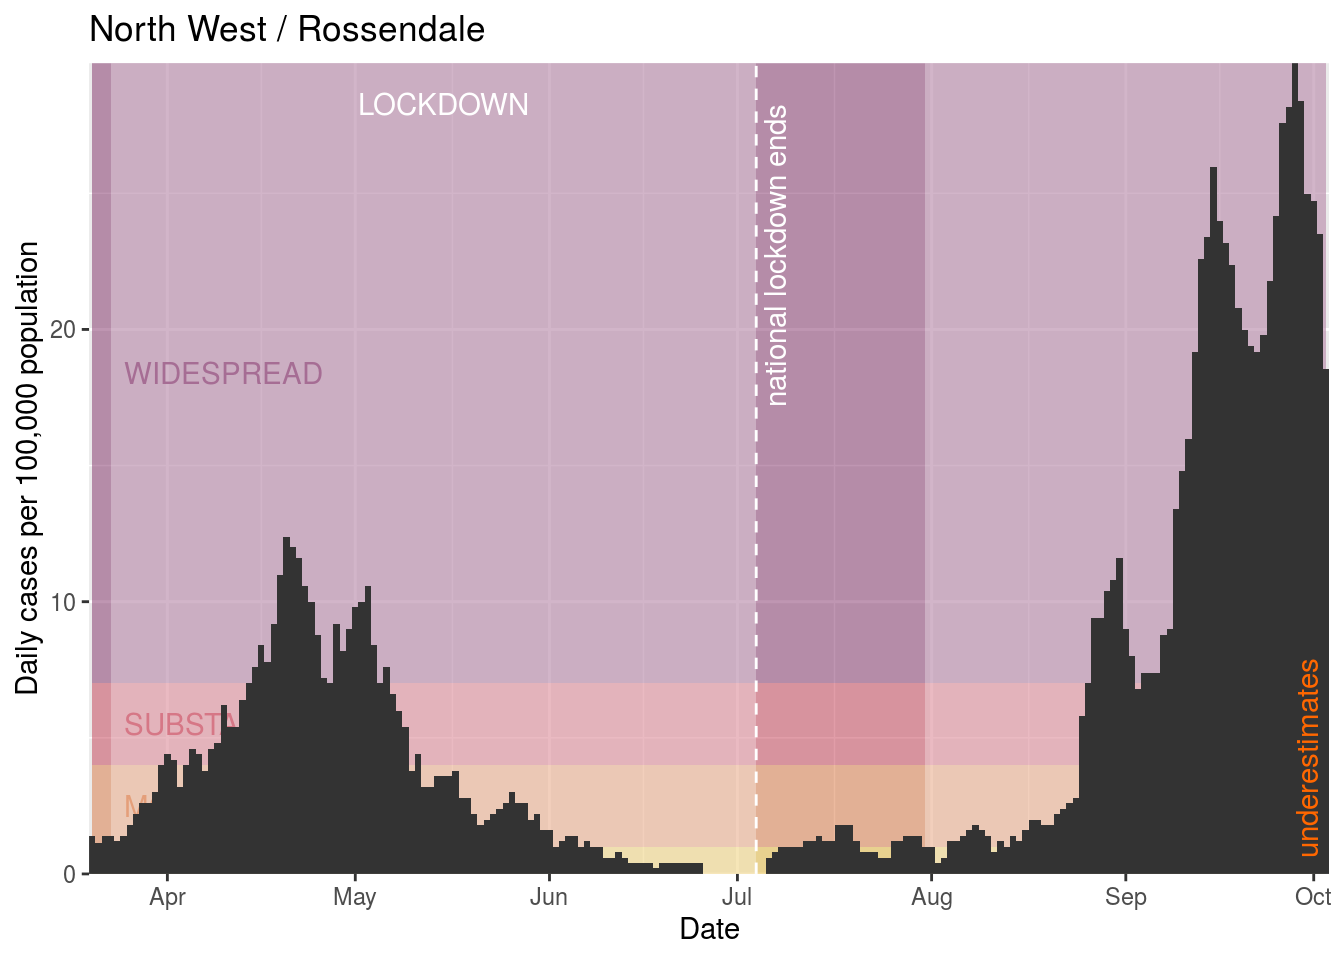 North West / Rossendale
LOCKDOWN
national lockdown ends
WIDESPREAD
SUBSTA
M
underestimates
Daily cases per 100,000 population
20
10
0
Apr May Jun Jul Aug Sep Oct
Date